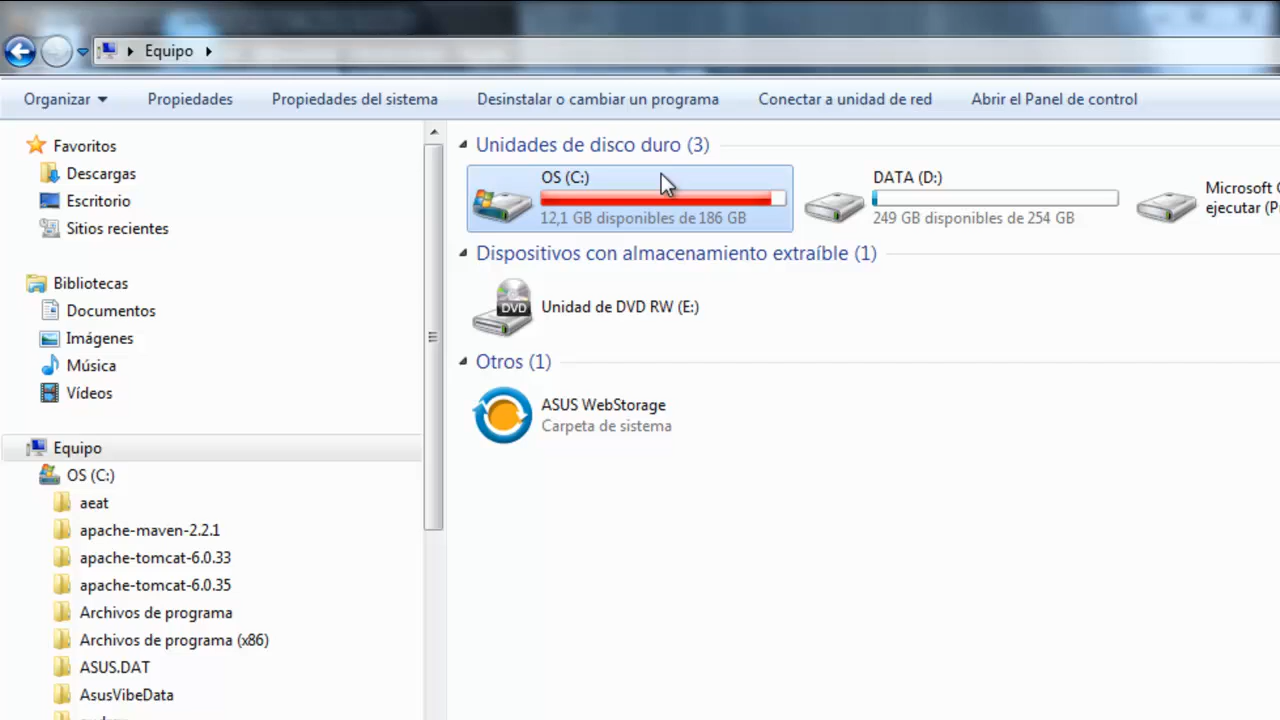 Equipo
Organizar
Propiedades
Propiedades del sistema
Desinstalar o cambiar un programa
Conectar a unidad de red
Abrir el Panel de control
Favoritos
Descargas
Escritorio
Sitios recientes
Bibliotecas
Documentos
Imágenes
Música
Vídeos
Equipo
OS (C:)
aeat
apache-maven-2.2.1
apache-tomcat-6.0.33
apache-tomcat-6.0.35
Archivos de programa
Archivos de programa (x86)
ASUS.DAT
AsusVibeData
Unidades de disco duro (3)
OS (C:)
12,1 GB disponibles de 186 GB
DATA (D:)
249 GB disponibles de 254 GB
Microsoft
ejecutar
Dispositivos con almacenamiento extraíble (1)
DVD
Unidad de DVD RW (E:)
Otros (1)
ASUS WebStorage
Carpeta de sistema